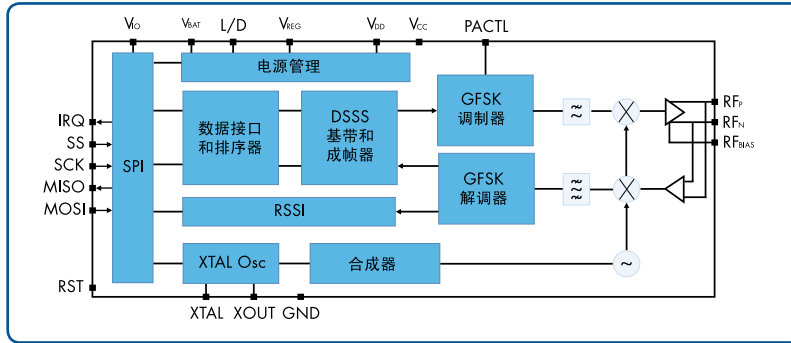 VIO VBAT L/D VREG VDD VCC PACTL
电源管理
IRQ
SS
SCK
MISO
MOSI
RST
SPI
数据接口
和排序器
DSSS
基带和
成帧器
GFSK
调制器
GFSK
解调器
RSSI
XTAL Osc
合成器
≈
~
RFP
RFN
RFBIAS
XTAL XOUT GND